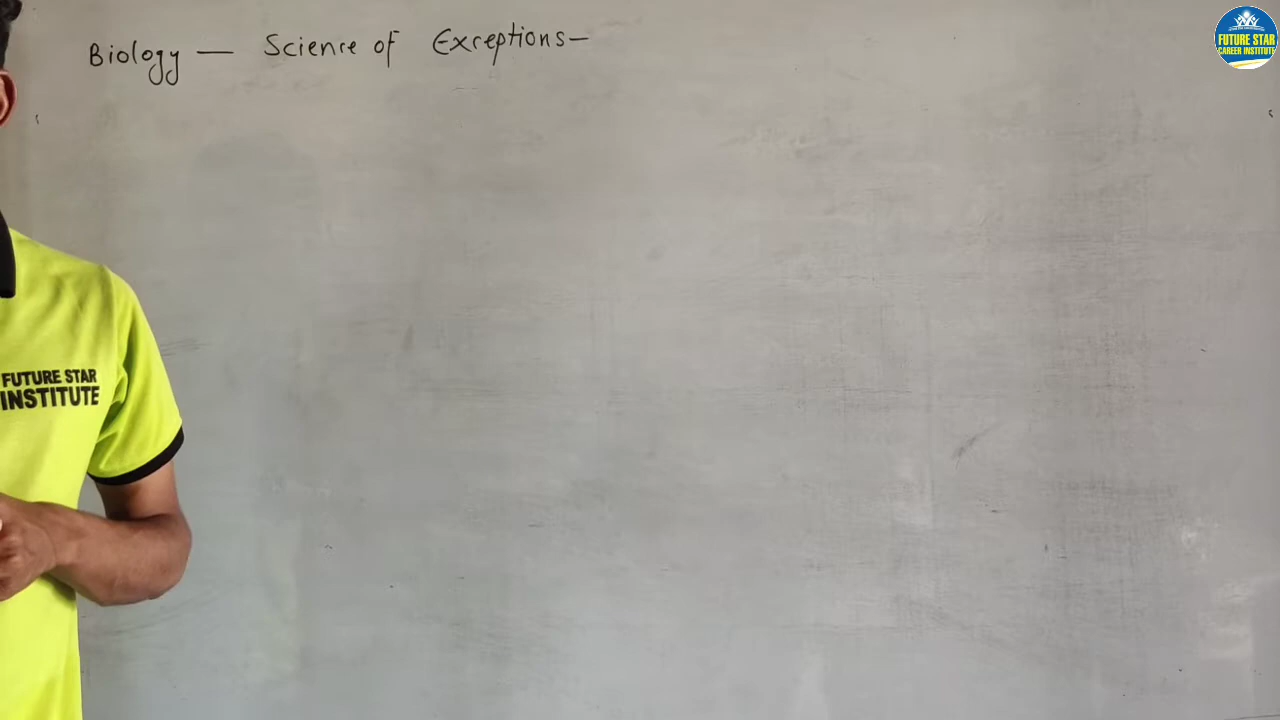 Biology — Science of Exceptions—
FUTURE STAR
CAREER INSTITUTE
FUTURE STAR
INSTITUTE